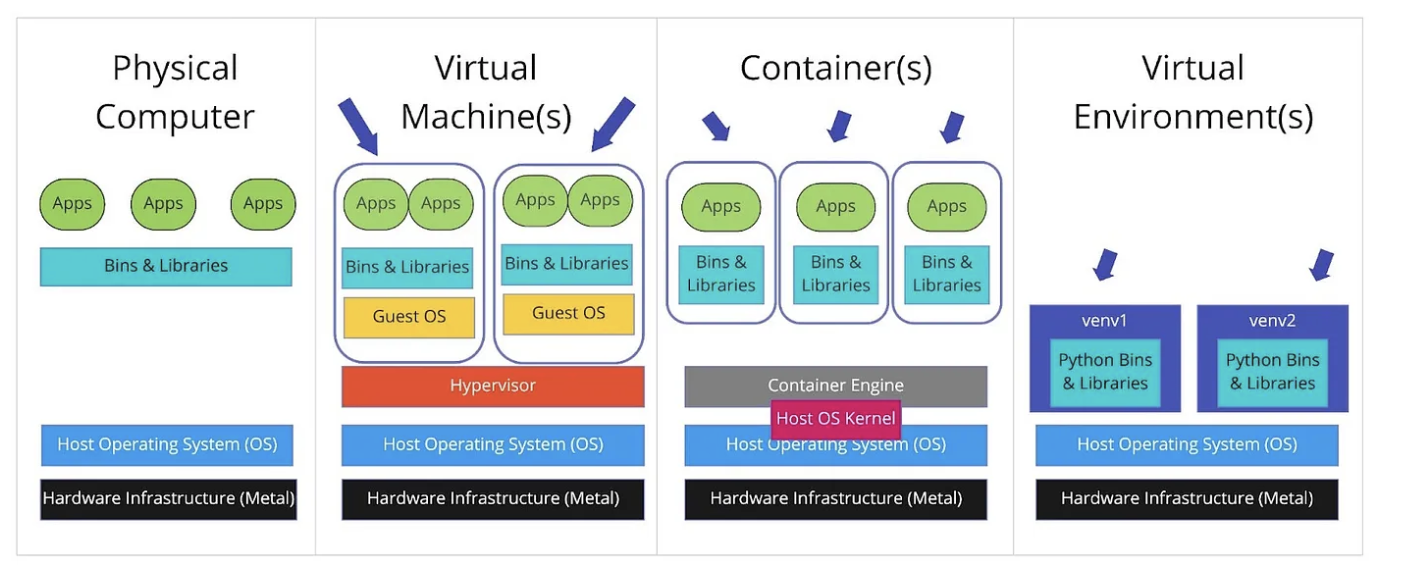 Physical
Computer
Apps
Apps
Apps
Bins & Libraries
Host Operating System (OS)
Hardware Infrastructure (Metal)
Virtual
Machine(s)
Apps
Apps
Bins & Libraries
Guest OS
Apps
Apps
Bins & Libraries
Guest OS
Hypervisor
Host Operating System (OS)
Hardware Infrastructure (Metal)
Container(s)
Apps
Bins &
Libraries
Apps
Bins &
Libraries
Apps
Bins &
Libraries
Container Engine
Host OS Kernel
Host Operating System (OS)
Hardware Infrastructure (Metal)
Virtual
Environment(s)
venv1
Python Bins
& Libraries
venv2
Python Bins
& Libraries
Host Operating System (OS)
Hardware Infrastructure (Metal)